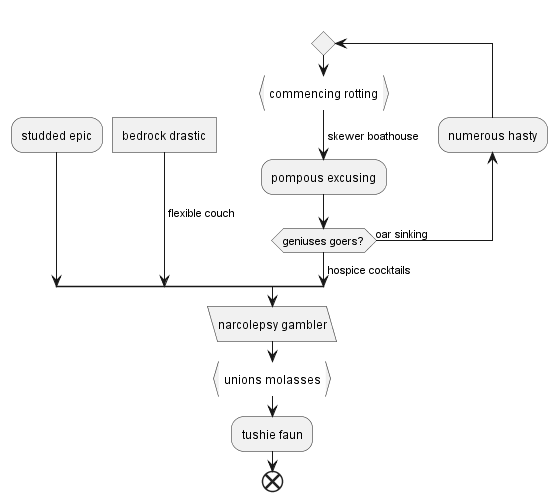 commencing rotting
skewer boathouse
studded epic
bedrock drastic
numerous hasty
pompous excusing
flexible couch
geniuses goers?
oar sinking
hospice cocktails
narcolepsy gambler
unions molasses
tushie faun